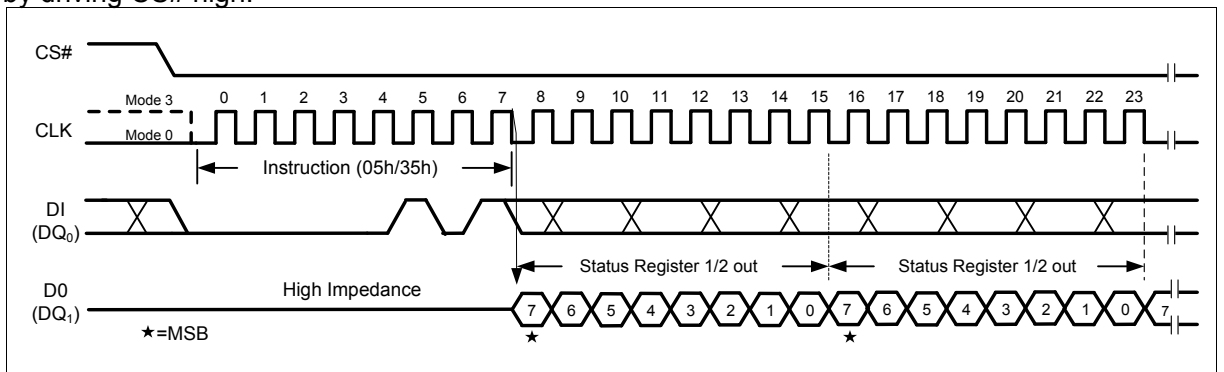 by driving CS# high.
CS#
Mode 3 0 1 2 3 4 5 6 7 8 9 10 11 12 13 14 15 16 17 18 19 20 21 22 23
CLK
Mode 0
Instruction (05h/35h)
DI
(DQ0)
Status Register 1/2 out Status Register 1/2 out
D0 High Impedance
(DQ1) 7 6 5 4 3 2 1 0 7 6 5 4 3 2 1 0 7
★=MSB ★ ★